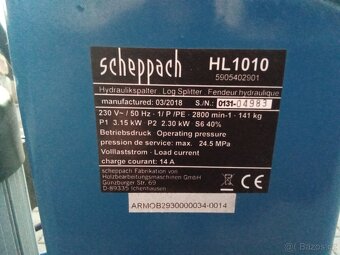 scheppach HL1010
5905402901
Hydraulikspalter . Log Splitter . Fendeur hydraulique
manufactured: 03/2018 S./N.: 0131-04983
230 V~ / 50 Hz · 1/ P /PE - 2800 min-1 - 141 kg
P1 3.15 kW P2 2.30 kW S6 40%
Betriebsdruck - Operating pressure
pression de service: max. 24.5 MPa
Volllaststrom - Load current
charge courant: 14 A
scheppach Fabrikation von
Holzbearbeitungsmaschinen GmbH
Günzburger Str. 69
D-89335 Ichenhausen
CE
ARMOB2930000034-0014
bazos.cz